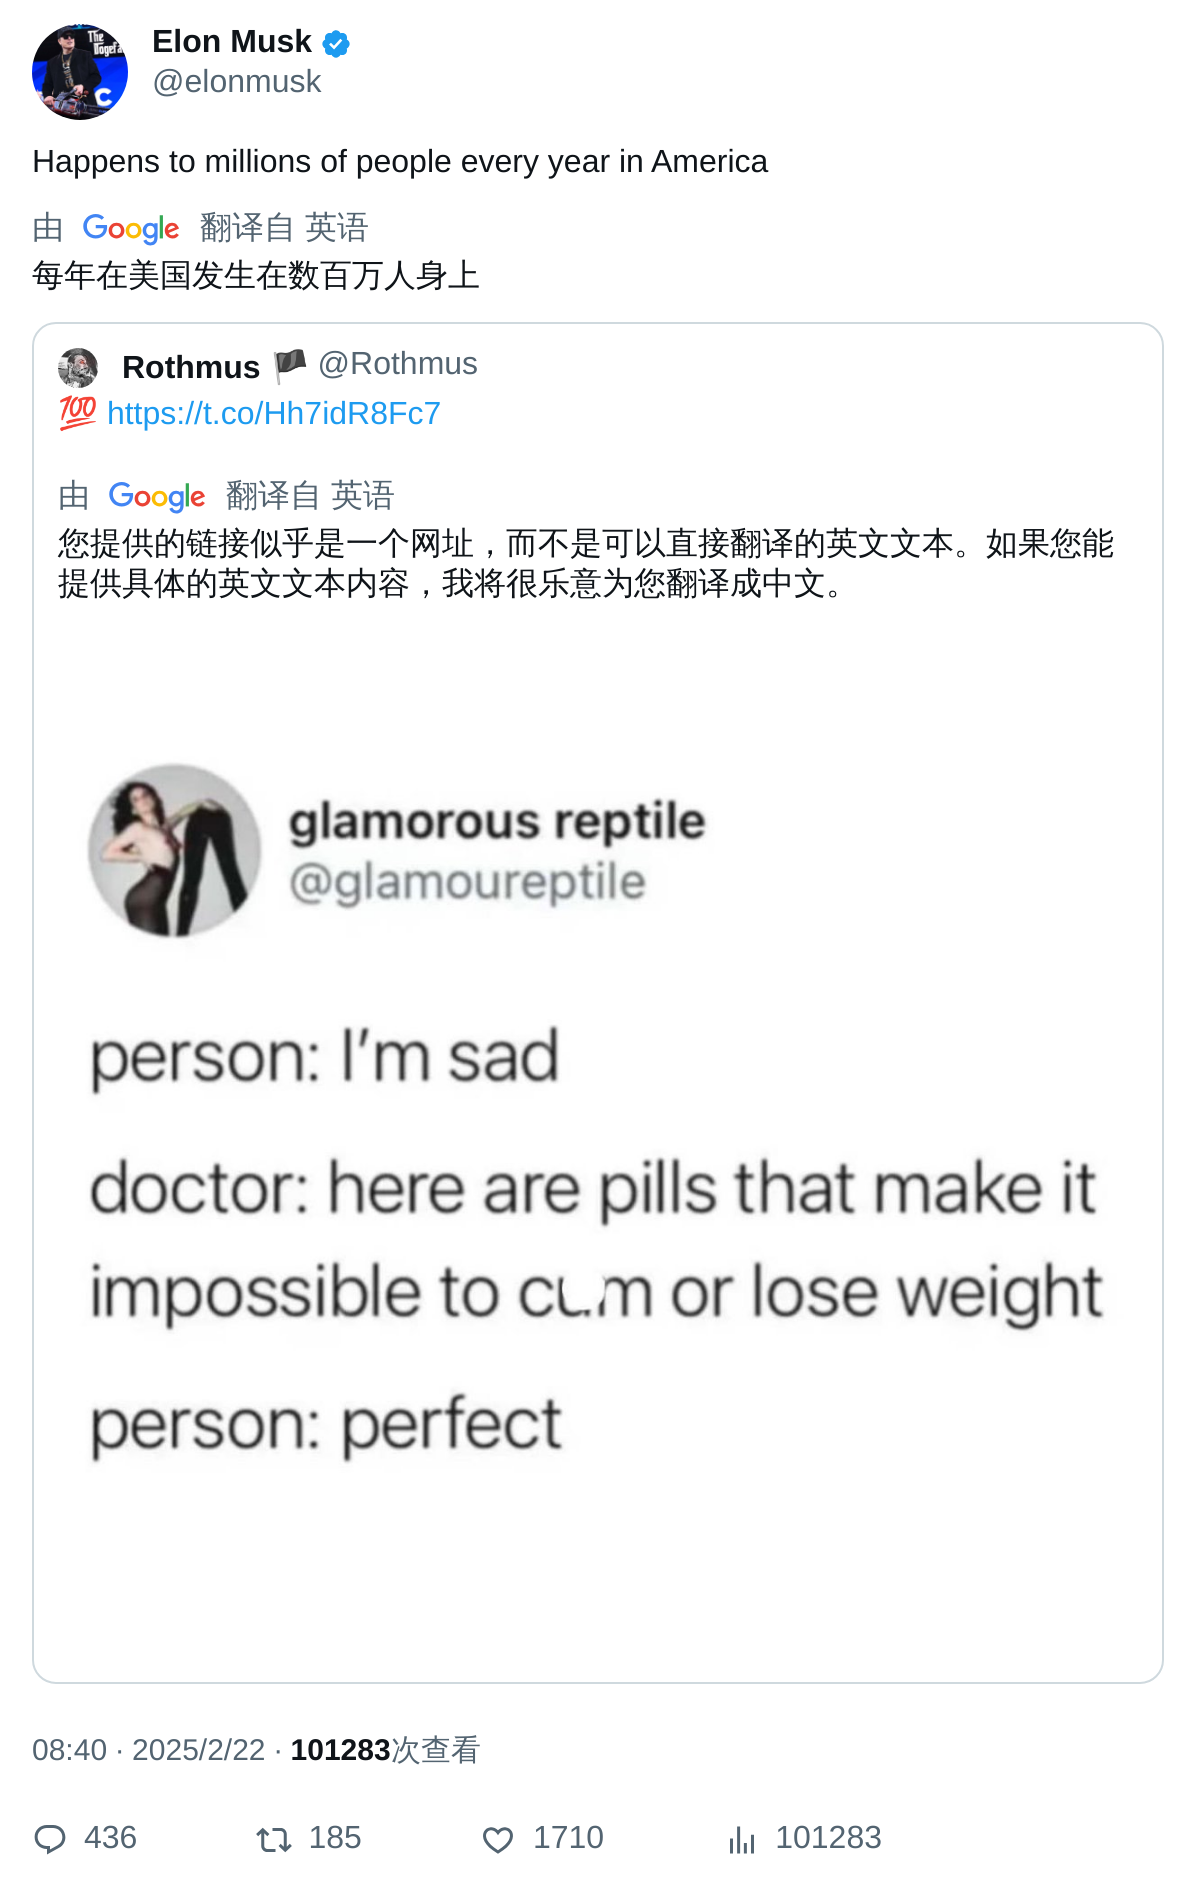 The
Dogefa
C
Elon Musk
@elonmusk
Happens to millions of people every year in America
由 Google 翻译自 英语
每年在美国发生在数百万人身上
Rothmus 🏴 @Rothmus
💯 https://t.co/Hh7idR8Fc7
由 Google 翻译自 英语
您提供的链接似乎是一个网址，而不是可以直接翻译的英文文本。如果您能
提供具体的英文文本内容，我将很乐意为您翻译成中文。
glamorous reptile
@glamoureptile
person: I’m sad
doctor: here are pills that make it
impossible to cum or lose weight
person: perfect
08:40 · 2025/2/22 · 101283次查看
436 185 1710 101283